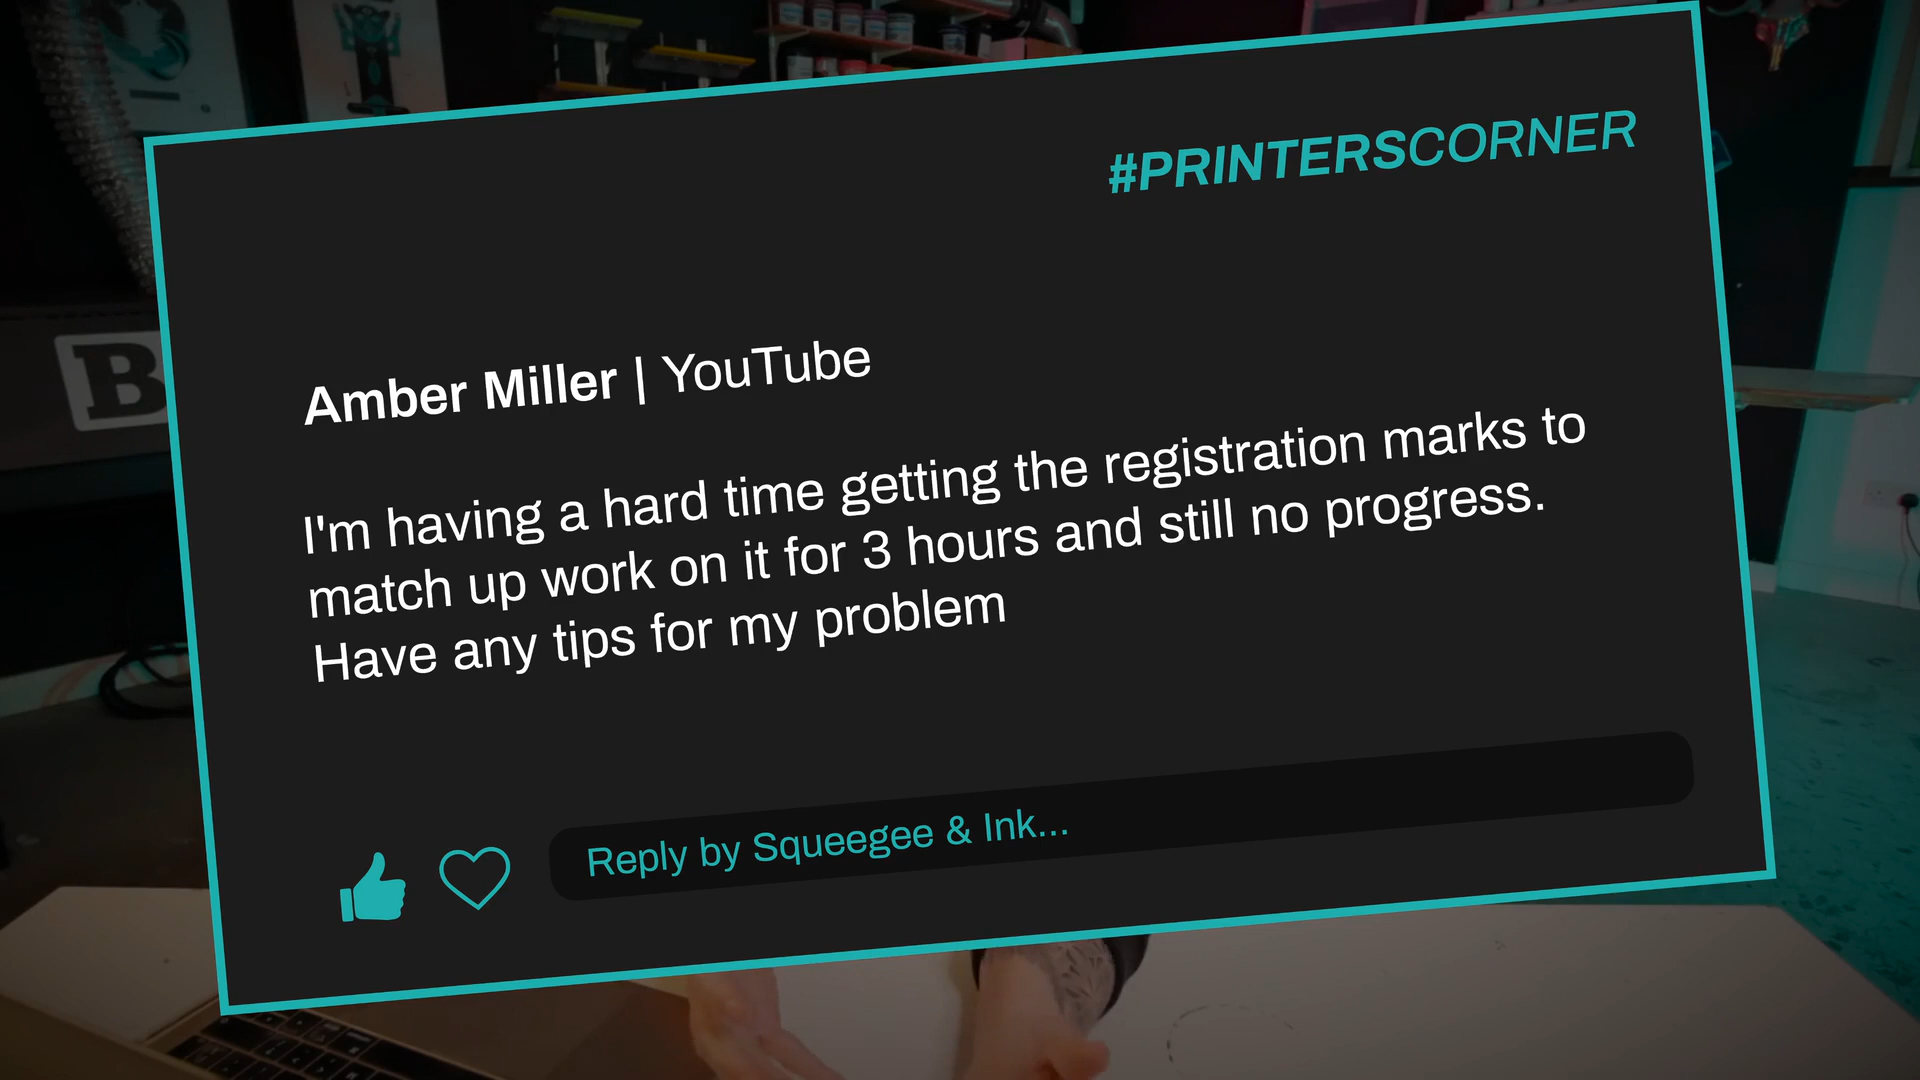 #PRINTERSCORNER
Amber Miller | YouTube
I'm having a hard time getting the registration marks to
match up work on it for 3 hours and still no progress.
Have any tips for my problem
Reply by Squeegee & Ink...
B